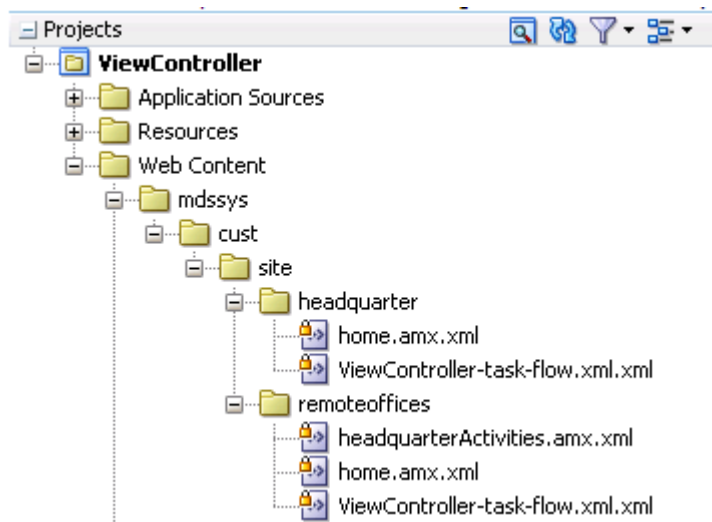 Projects
ViewController
Application Sources
Resources
Web Content
mdssys
cust
site
headquarter
home.amx.xml
ViewController-task-flow.xml.xml
remoteoffices
headquarterActivities.amx.xml
home.amx.xml
ViewController-task-flow.xml.xml